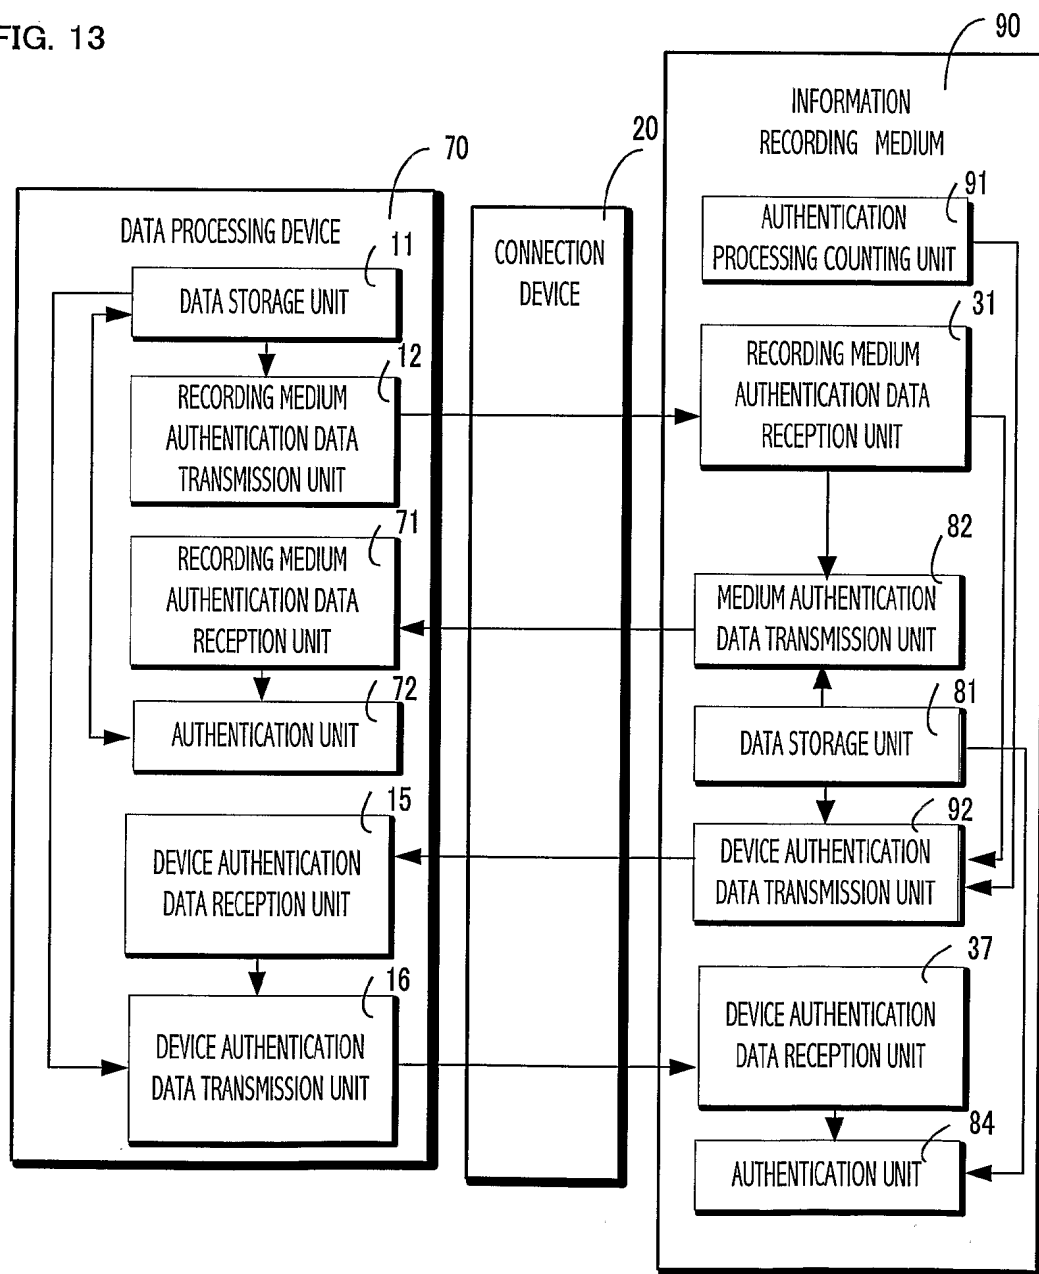 FIG. 13
70
DATA PROCESSING DEVICE
11
DATA STORAGE UNIT
12
RECORDING MEDIUM
AUTHENTICATION DATA
TRANSMISSION UNIT
71
RECORDING MEDIUM
AUTHENTICATION DATA
RECEPTION UNIT
72
AUTHENTICATION UNIT
15
DEVICE AUTHENTICATION
DATA RECEPTION UNIT
16
DEVICE AUTHENTICATION
DATA TRANSMISSION UNIT
20
CONNECTION
DEVICE
90
INFORMATION
RECORDING MEDIUM
91
AUTHENTICATION
PROCESSING COUNTING UNIT
31
RECORDING MEDIUM
AUTHENTICATION DATA
RECEPTION UNIT
82
MEDIUM AUTHENTICATION
DATA TRANSMISSION UNIT
81
DATA STORAGE UNIT
92
DEVICE AUTHENTICATION
DATA TRANSMISSION UNIT
37
DEVICE AUTHENTICATION
DATA RECEPTION UNIT
84
AUTHENTICATION UNIT